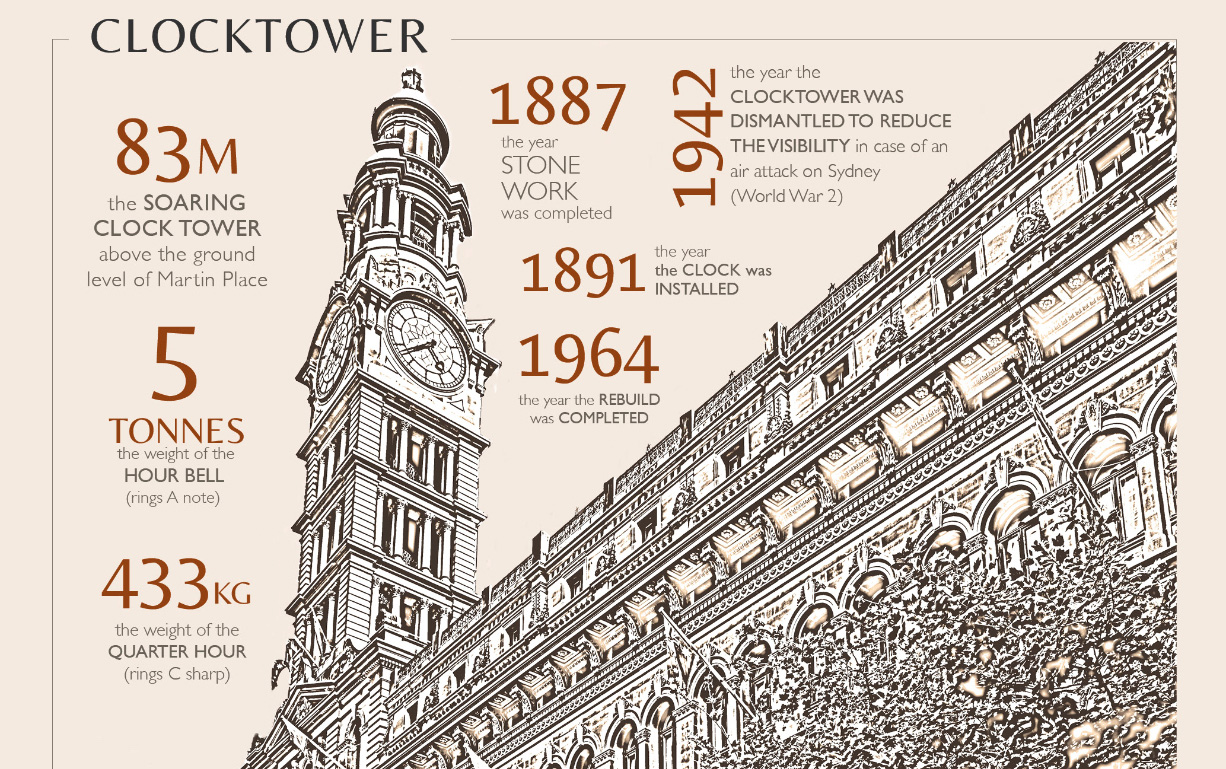 CLOCKTOWER
83M
the SOARING
CLOCK TOWER
above the ground
level of Martin Place
5
TONNES
the weight of the
HOUR BELL
(rings A note)
433KG
the weight of the
QUARTER HOUR
(rings C sharp)
1887
the year
STONE
WORK
was completed
1942
the year the
CLOCKTOWER WAS
DISMANTLED TO REDUCE
THE VISIBILITY in case of an
air attack on Sydney
(World War 2)
1891
the year
the CLOCK was
INSTALLED
1964
the year the REBUILD
was COMPLETED